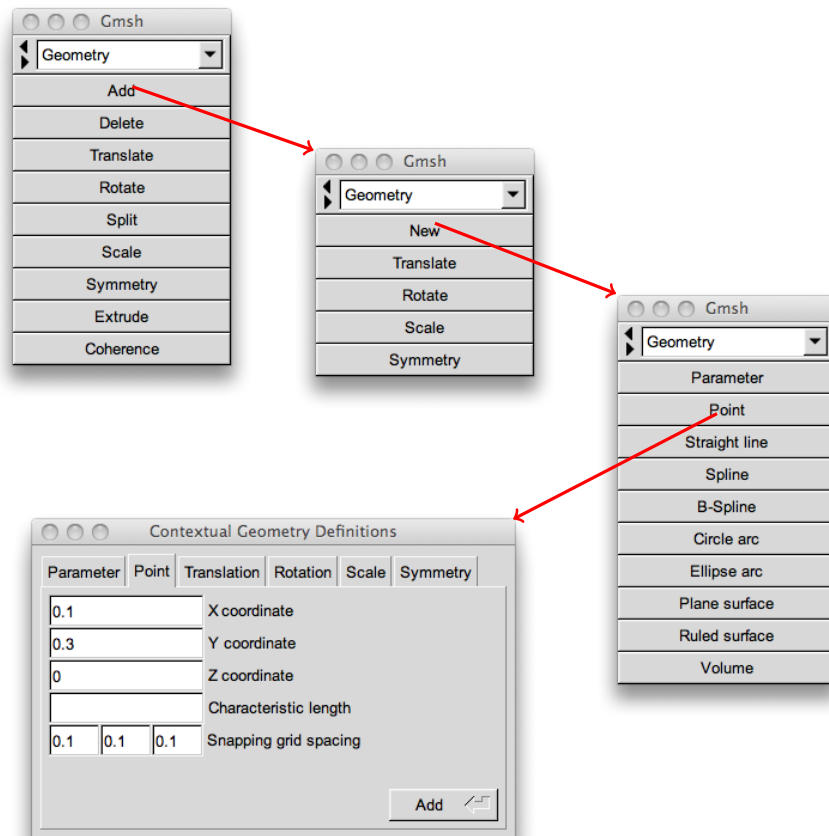 Gmsh
Geometry
Add
Delete
Translate
Rotate
Split
Scale
Symmetry
Extrude
Coherence
Gmsh
Geometry
New
Translate
Rotate
Scale
Symmetry
Gmsh
Geometry
Parameter
Point
Straight line
Spline
B-Spline
Circle arc
Ellipse arc
Plane surface
Ruled surface
Volume
Contextual Geometry Definitions
Parameter Point Translation Rotation Scale Symmetry
0.1 X coordinate
0.3 Y coordinate
0 Z coordinate
Characteristic length
0.1 0.1 0.1 Snapping grid spacing
Add